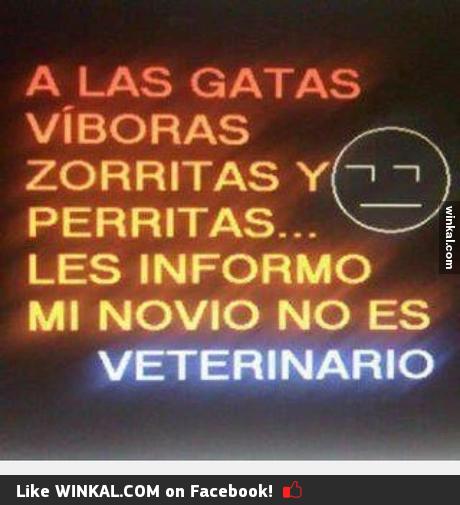 A LAS GATAS
VÍBORAS
ZORRITAS Y
PERRITAS...
LES INFORMO
MI NOVIO NO ES
VETERINARIO
winkal.com
Like WINKAL.COM on Facebook!